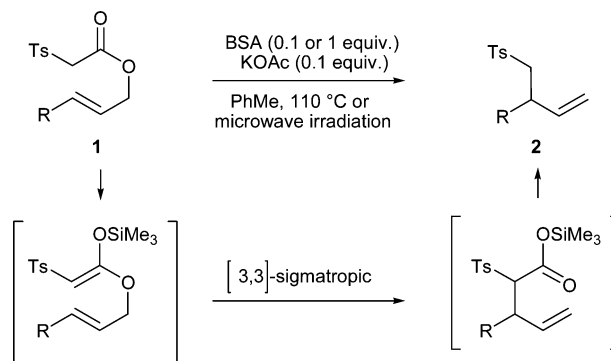 O
Ts
O
R
1
BSA (0.1 or 1 equiv.)
KOAc (0.1 equiv.)
PhMe, 110 °C or
microwave irradiation
Ts
R
2
OSiMe3
Ts
O
R
[3,3]-sigmatropic
OSiMe3
Ts
O
R